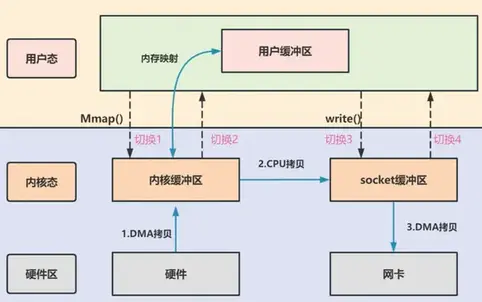 用户态
用户缓冲区
内存映射
Mmap()
write()
切换1
切换2
切换3
切换4
内核态
内核缓冲区
2.CPU拷贝
socket缓冲区
1.DMA拷贝
3.DMA拷贝
硬件区
硬件
网卡